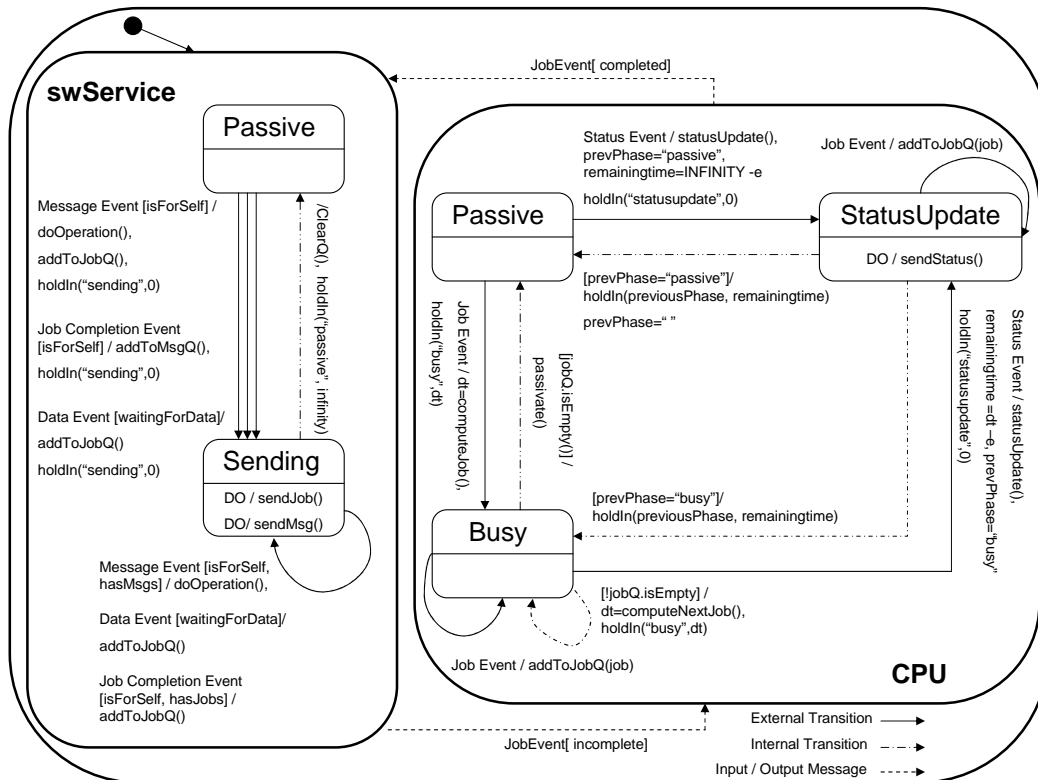 JobEvent[ completed]
swService
Passive
Message Event [isForSelf] /
doOperation(),
addToJobQ(),
holdIn(“sending”,0)
Job Completion Event
[isForSelf] / addToMsgQ(),
holdIn(“sending”,0)
Data Event [waitingForData]/
addToJobQ()
holdIn(“sending”,0)
/ClearQ(), holdIn(“passive”, infinity)
Sending
DO / sendJob()
DO/ sendMsg()
Message Event [isForSelf,
hasMsgs] / doOperation(),
Data Event [waitingForData]/
addToJobQ()
Job Completion Event
[isForSelf, hasJobs] /
addToJobQ()
Status Event / statusUpdate(),
prevPhase=“passive”,
remainingtime=INFINITY -e
holdIn(“statusupdate”,0)
Job Event / addToJobQ(job)
Passive
StatusUpdate
DO / sendStatus()
[prevPhase=“passive”]/
holdIn(previousPhase, remainingtime)
prevPhase=“ ”
Job Event / dt=computeJob(),
holdIn(“busy”,dt)
[jobQ.isEmpty()] /
passivate()
Status Event / statusUpdate(),
remainingtime =dt –e, prevPhase=“busy”
holdIn(“statusupdate”,0)
[prevPhase=“busy”]/
holdIn(previousPhase, remainingtime)
Busy
[!jobQ.isEmpty] /
dt=computeNextJob(),
holdIn(“busy”,dt)
Job Event / addToJobQ(job)
CPU
JobEvent[ incomplete]
External Transition
Internal Transition
Input / Output Message